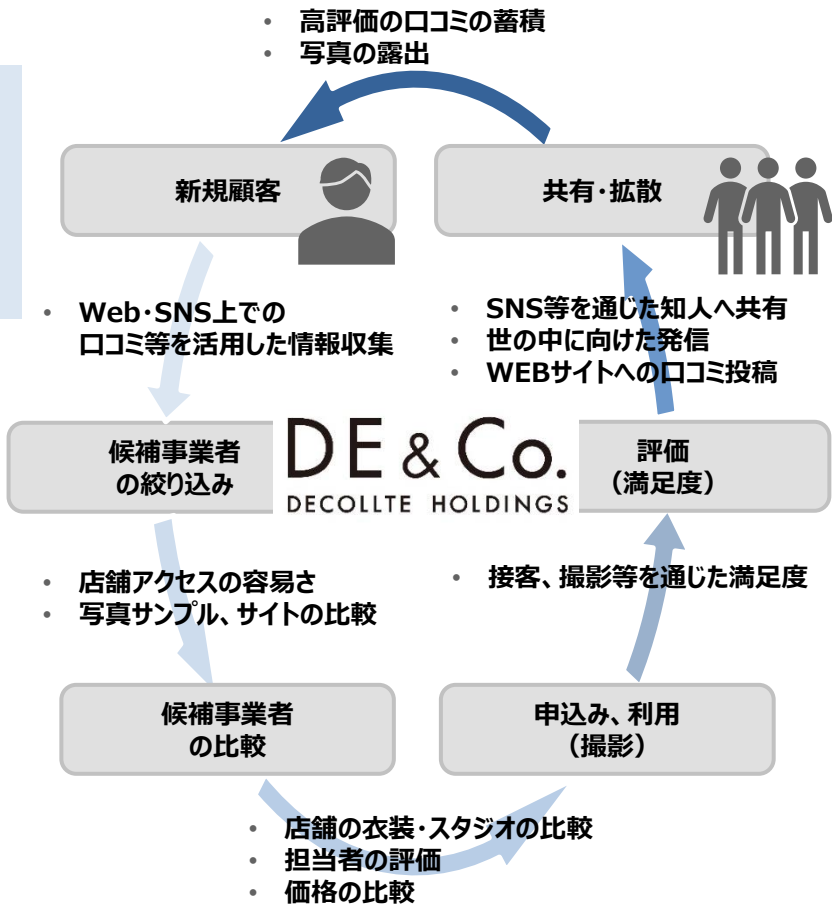 • 高評価の口コミの蓄積
• 写真の露出
新規顧客
共有・拡散
• Web・SNS上での
口コミ等を活用した情報収集
• SNS等を通じた知人へ共有
• 世の中に向けた発信
• WEBサイトへの口コミ投稿
候補事業者
の絞り込み
DE & Co.
DECOLLTE HOLDINGS
評価
（満足度）
• 店舗アクセスの容易さ
• 写真サンプル、サイトの比較
• 接客、撮影等を通じた満足度
候補事業者
の比較
申込み、利用
（撮影）
• 店舗の衣装・スタジオの比較
• 担当者の評価
• 価格の比較